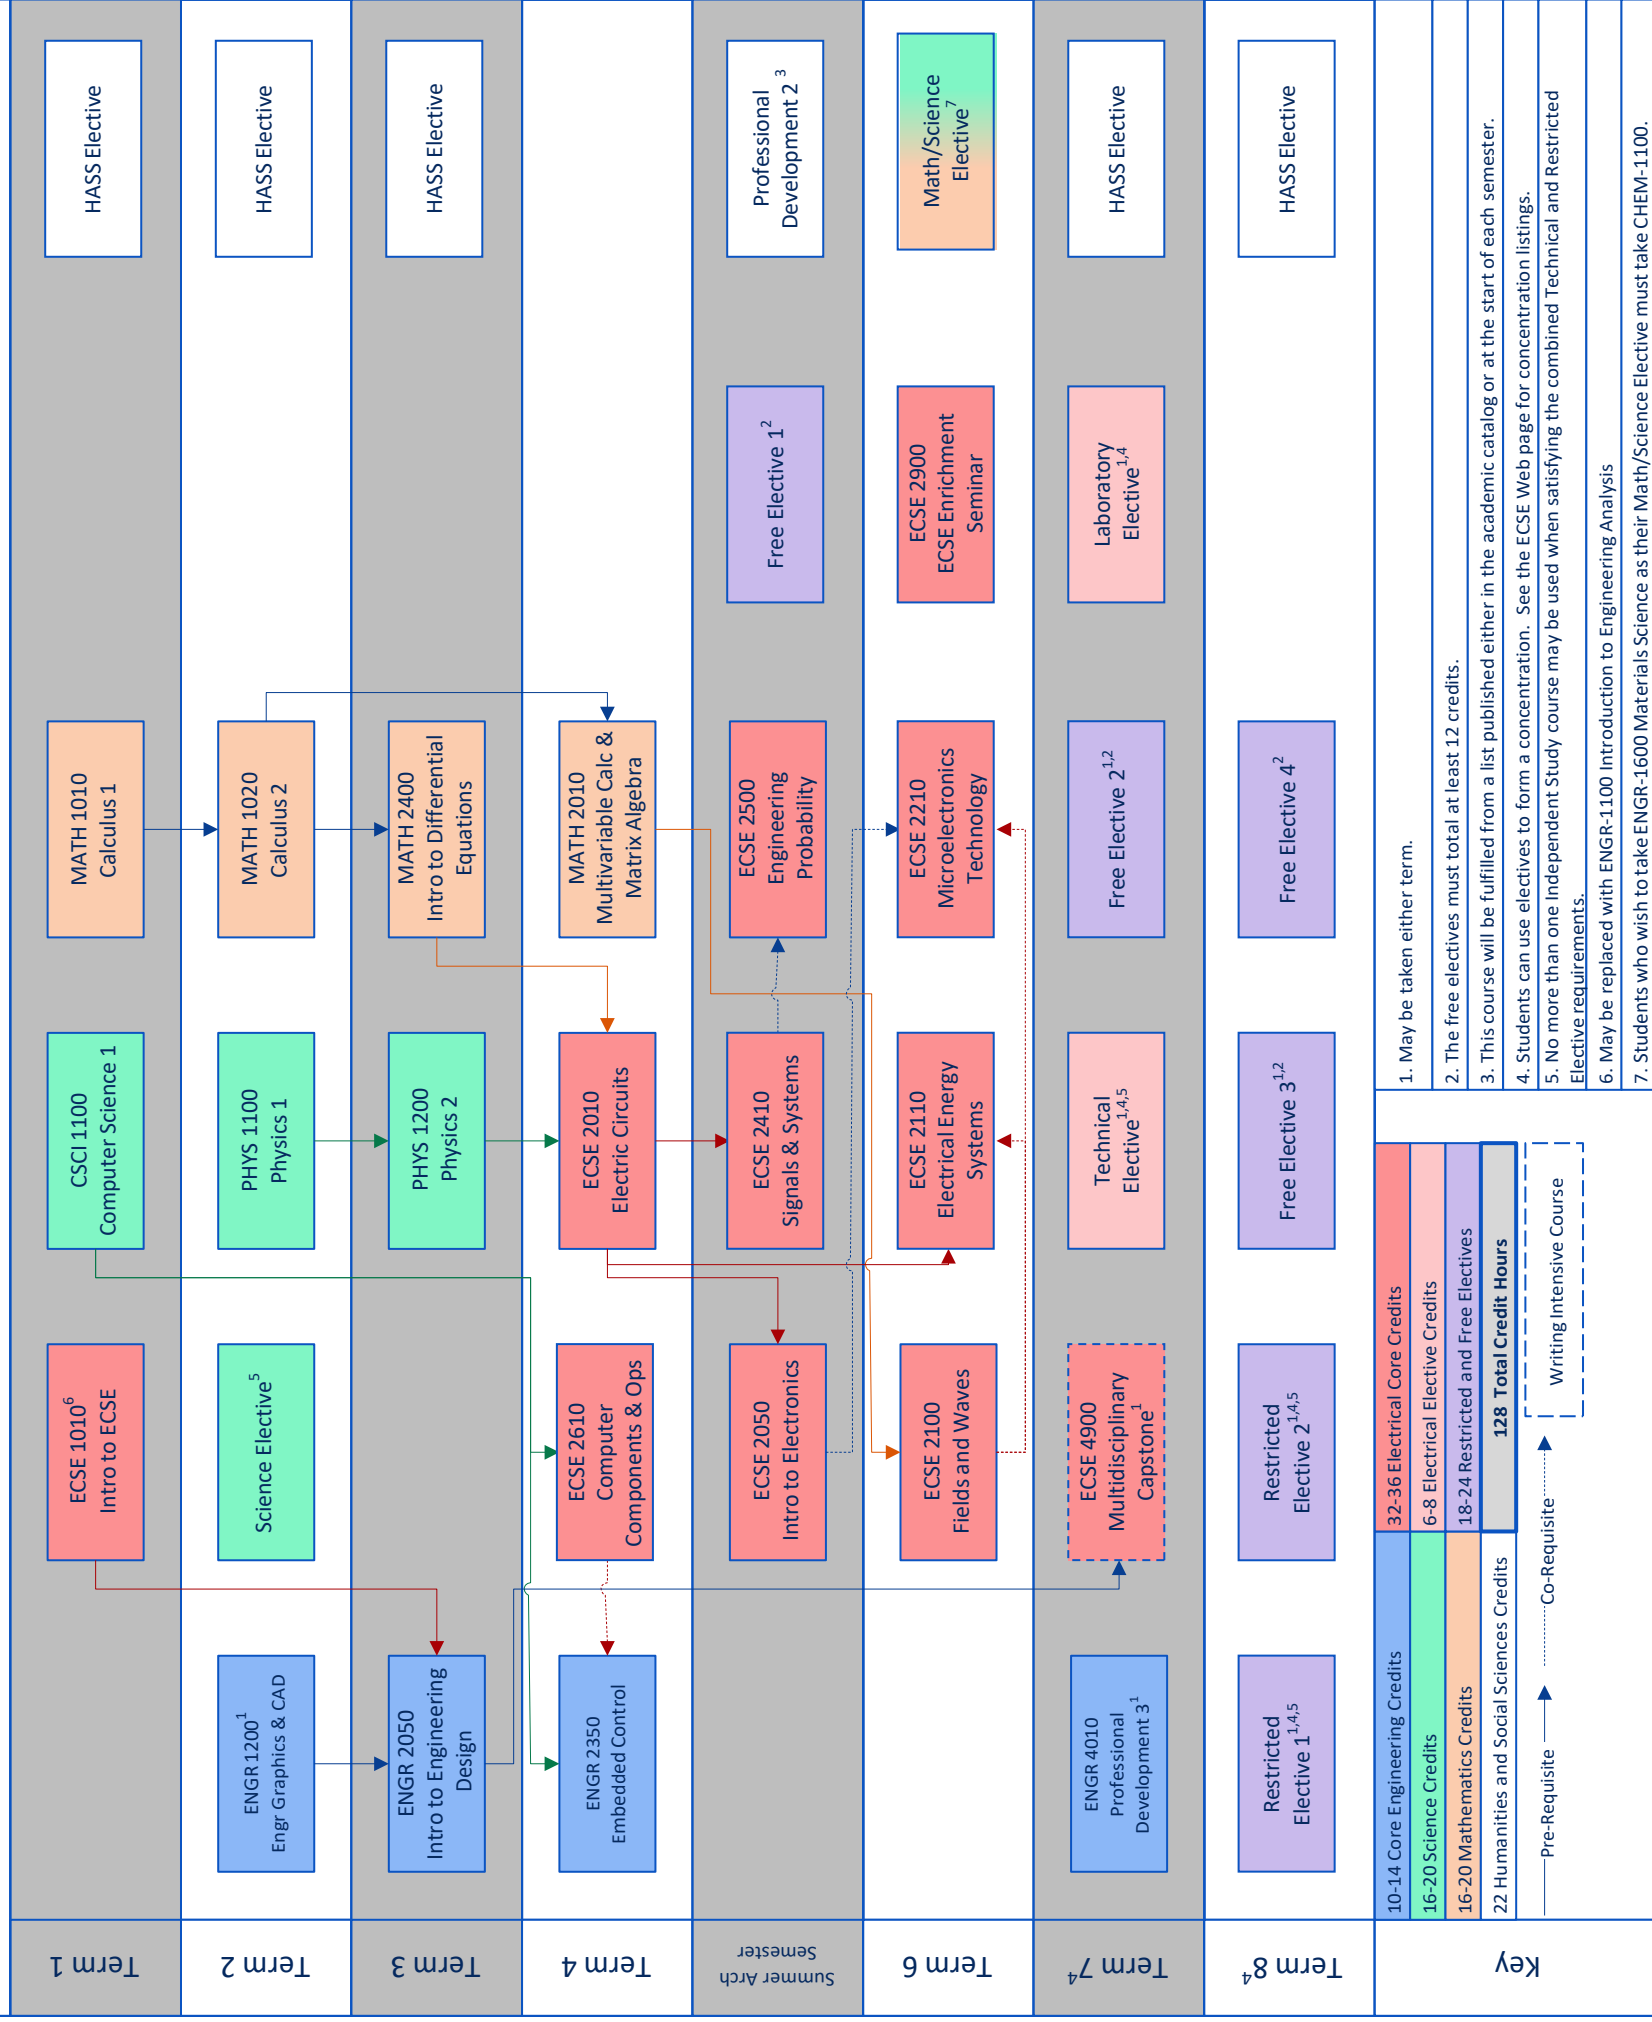 Term 1
ECSE 1010⁶
Intro to ECSE
CSCI 1100
Computer Science 1
MATH 1010
Calculus 1
HASS Elective
Term 2
ENGR 1200¹
Engr Graphics & CAD
Science Elective⁵
PHYS 1100
Physics 1
MATH 1020
Calculus 2
HASS Elective
Term 3
ENGR 2050
Intro to Engineering
Design
PHYS 1200
Physics 2
MATH 2400
Intro to Differential
Equations
HASS Elective
Term 4
ENGR 2350
Embedded Control
ECSE 2610
Computer
Components & Ops
ECSE 2010
Electric Circuits
MATH 2010
Multivariable Calc &
Matrix Algebra
Summer Arch
Semester
ECSE 2050
Intro to Electronics
ECSE 2410
Signals & Systems
ECSE 2500
Engineering
Probability
Free Elective 1²
Professional
Development 2 ³
Term 6
ECSE 2100
Fields and Waves
ECSE 2110
Electrical Energy
Systems
ECSE 2210
Microelectronics
Technology
ECSE 2900
ECSE Enrichment
Seminar
Math/Science
Elective⁷
Term 7⁴
ENGR 4010
Professional
Development 3¹
ECSE 4900
Multidisciplinary
Capstone¹
Technical
Elective¹,⁴,⁵
Free Elective 2¹,²
Laboratory
Elective¹,⁴
HASS Elective
Term 8⁴
Restricted
Elective 1¹,⁴,⁵
Restricted
Elective 2¹,⁴,⁵
Free Elective 3¹,²
Free Elective 4²
HASS Elective
Key
10-14 Core Engineering Credits
32-36 Electrical Core Credits
16-20 Science Credits
6-8 Electrical Elective Credits
16-20 Mathematics Credits
18-24 Restricted and Free Electives
22 Humanities and Social Sciences Credits
128 Total Credit Hours
Pre-Requisite
Co-Requisite
Writing Intensive Course
1. May be taken either term.
2. The free electives must total at least 12 credits.
3. This course will be fulfilled from a list published either in the academic catalog or at the start of each semester.
4. Students can use electives to form a concentration. See the ECSE Web page for concentration listings.
5. No more than one Independent Study course may be used when satisfying the combined Technical and Restricted
Elective requirements.
6. May be replaced with ENGR-1100 Introduction to Engineering Analysis
7. Students who wish to take ENGR-1600 Materials Science as their Math/Science Elective must take CHEM-1100.